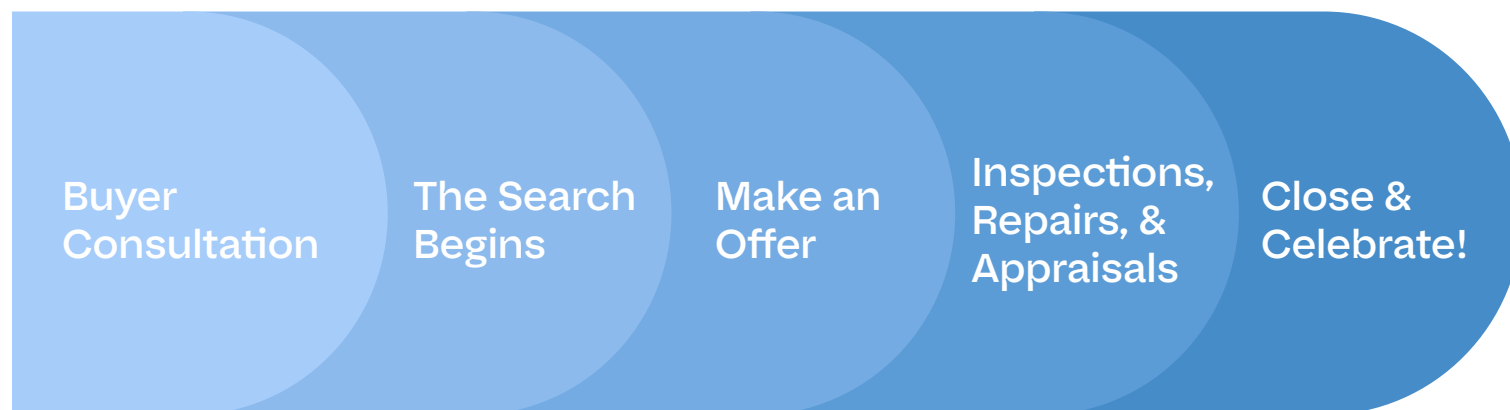 Buyer
Consultation
The Search
Begins
Make an
Offer
Inspections,
Repairs, &
Appraisals
Close &
Celebrate!